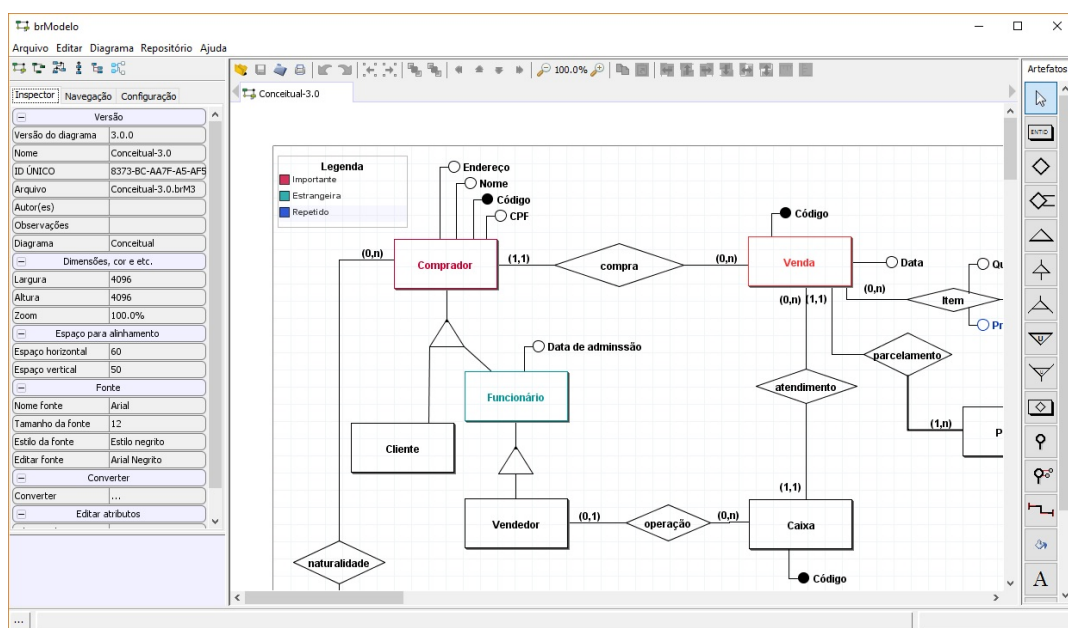 brModelo
Arquivo Editar Diagrama Repositório Ajuda
100.0%
Artefatos
Inspector Navegação Configuração
Conceitual-3.0
Versão
Versão do diagrama 3.0.0
Nome Conceitual-3.0
ID ÚNICO 8373-BC-AA7F-A5-AF5
Arquivo Conceitual-3.0.brM3
Autor(es)
Observações
Diagrama Conceitual
Dimensões, cor e etc.
Largura 4096
Altura 4096
Zoom 100.0%
Espaço para alinhamento
Espaço horizontal 60
Espaço vertical 50
Fonte
Nome fonte Arial
Tamanho da fonte 12
Estilo da fonte Estilo negrito
Editar fonte Arial Negrito
Converter
Converter ...
Editar atributos
Legenda
Importante
Estrangeira
Repetido
Endereço
Nome
Código
CPF
Código
(0,n) Comprador (1,1) compra (0,n) Venda Data
Qu
(0,n) Item
(0,n) (1,1)
Pr
Data de adminssão
parcelamento
Funcionário
atendimento
(1,n) P
Cliente
(1,1)
Vendedor (0,1) operação (0,n) Caixa
naturalidade
Código
ENTID
U
A
...